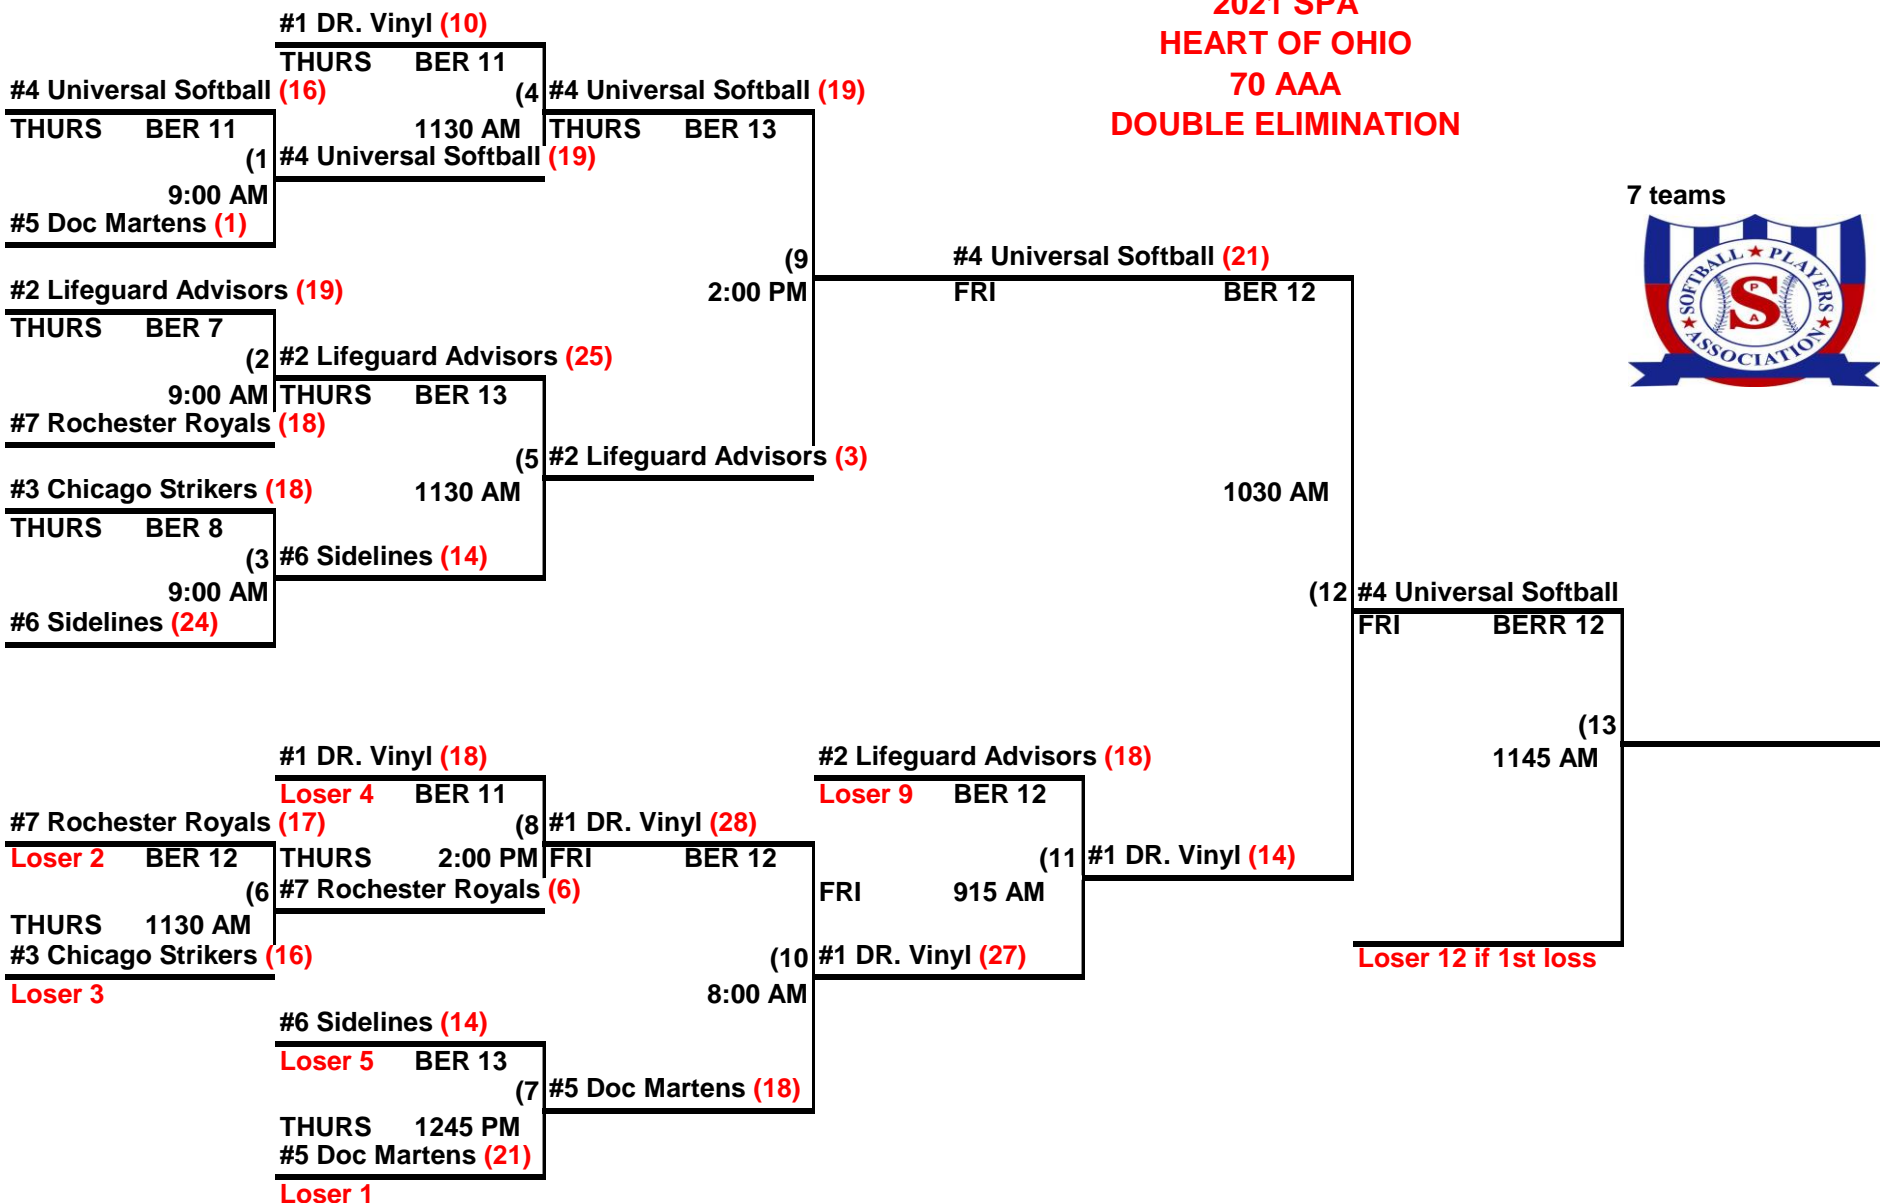 2021 SPA
HEART OF OHIO
70 AAA
DOUBLE ELIMINATION
7 teams
SOFTBALL ★ PLAYERS ★ ASSOCIATION ★
S
P
A
#1 DR. Vinyl (10)
THURS BER 11
#4 Universal Softball (16)
(4 #4 Universal Softball (19)
THURS BER 11
1130 AM THURS BER 13
(1 #4 Universal Softball (19)
9:00 AM
#5 Doc Martens (1)
(9 #4 Universal Softball (21)
#2 Lifeguard Advisors (19)
2:00 PM FRI BER 12
THURS BER 7
(2 #2 Lifeguard Advisors (25)
9:00 AM THURS BER 13
#7 Rochester Royals (18)
(5 #2 Lifeguard Advisors (3)
#3 Chicago Strikers (18)
1130 AM
1030 AM
THURS BER 8
(3 #6 Sidelines (14)
9:00 AM
(12 #4 Universal Softball
#6 Sidelines (24)
FRI BERR 12
(13
#1 DR. Vinyl (18)
#2 Lifeguard Advisors (18)
1145 AM
Loser 4 BER 11
Loser 9 BER 12
#7 Rochester Royals (17)
(8 #1 DR. Vinyl (28)
Loser 2 BER 12
THURS 2:00 PM FRI BER 12
(11 #1 DR. Vinyl (14)
(6 #7 Rochester Royals (6)
FRI 915 AM
THURS 1130 AM
#3 Chicago Strikers (16)
(10 #1 DR. Vinyl (27)
Loser 12 if 1st loss
Loser 3
8:00 AM
#6 Sidelines (14)
Loser 5 BER 13
(7 #5 Doc Martens (18)
THURS 1245 PM
#5 Doc Martens (21)
Loser 1